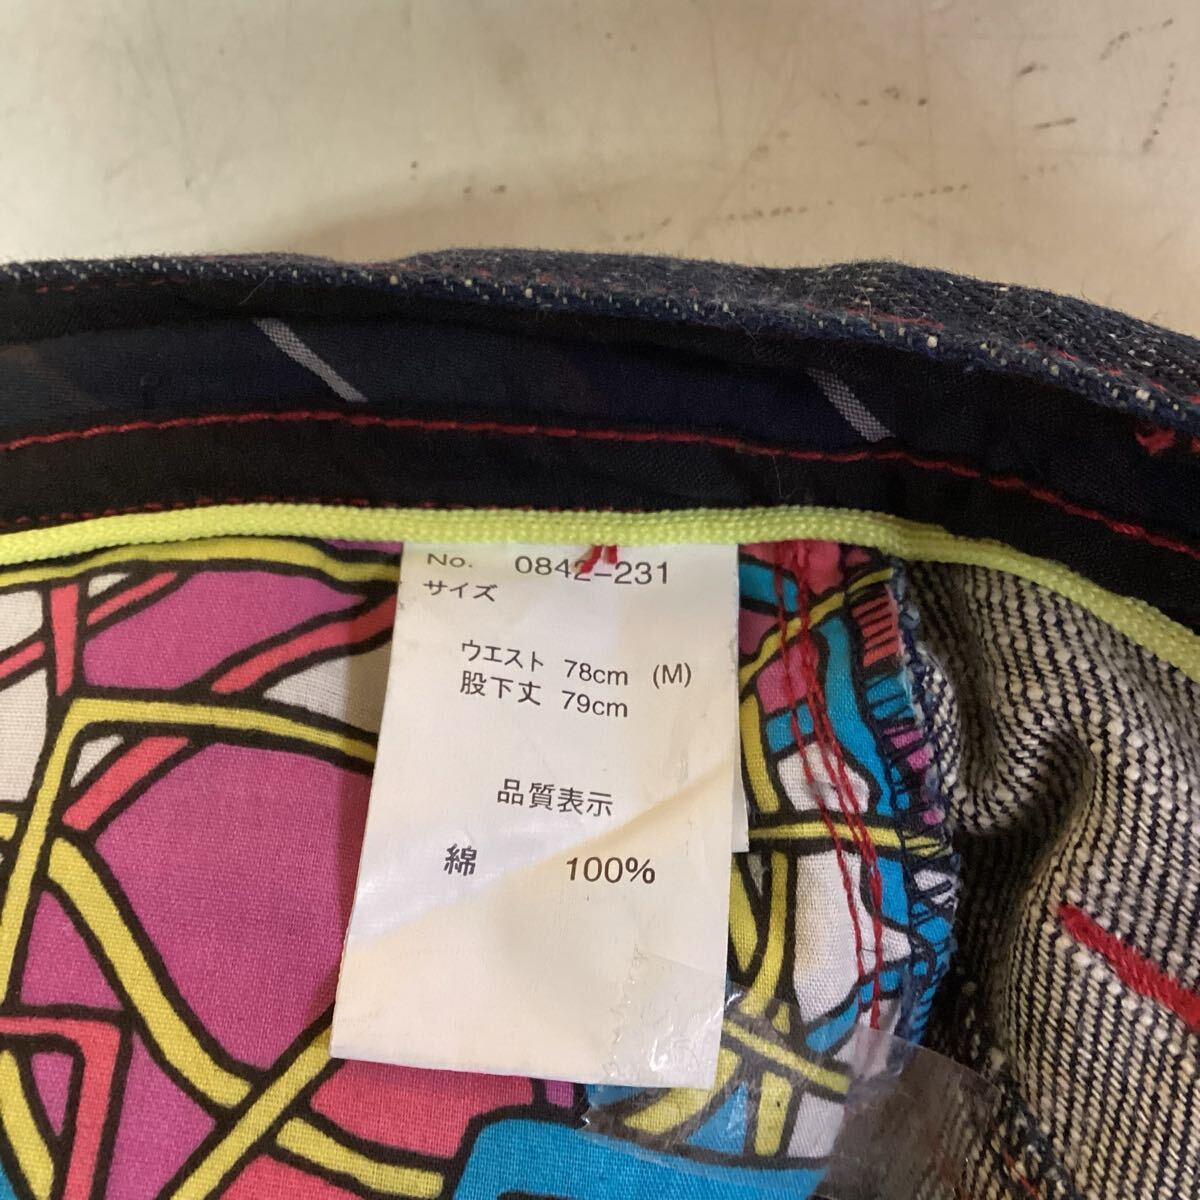 No. 0842-231
サイズ
ウエスト 78cm (M)
股下丈 79cm
品質表示
綿 100%